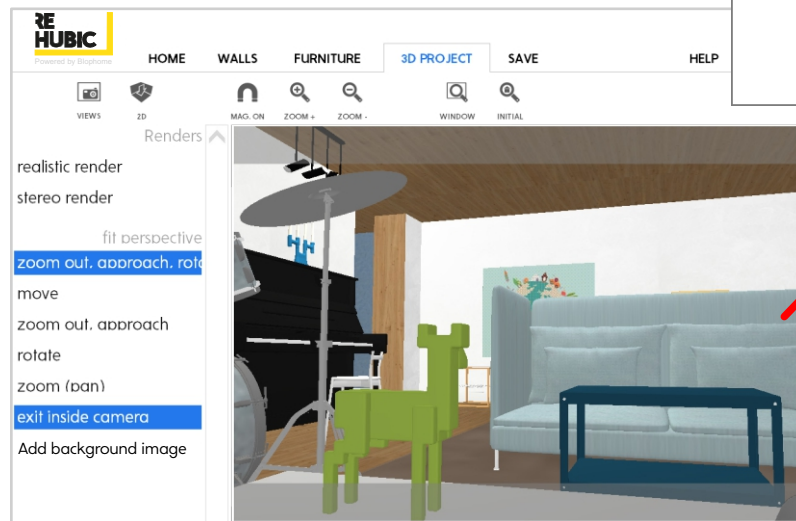 RE
HUBIC
Powered by Biophome
HOME WALLS FURNITURE 3D PROJECT SAVE HELP
VIEWS 2D MAG. ON ZOOM + ZOOM - WINDOW INITIAL
Renders
realistic render
stereo render
fit perspective
zoom out, approach, rota
move
zoom out, approach
rotate
zoom (pan)
exit inside camera
Add background image